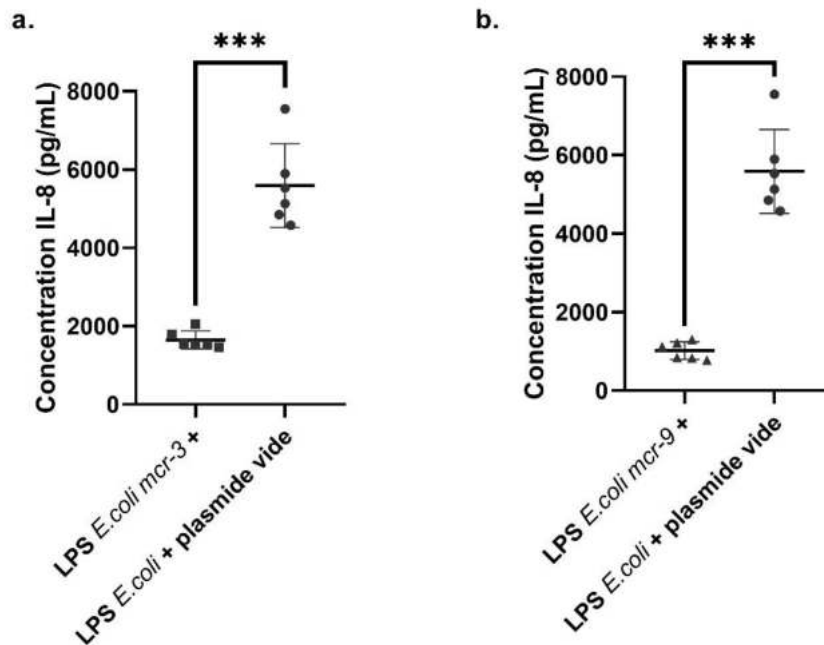 a.
***
Concentration IL-8 (pg/mL)
8000
6000
4000
2000
0
LPS E.coli mcr-3 +
LPS E.coli + plasmide vide
b.
***
Concentration IL-8 (pg/mL)
8000
6000
4000
2000
0
LPS E.coli mcr-9 +
LPS E.coli + plasmide vide